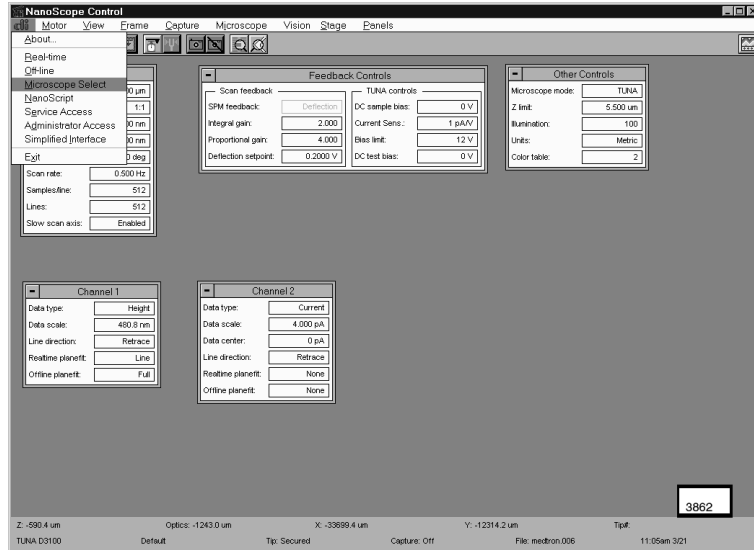 NanoScope Control
di Motor View Frame Capture Microscope Vision Stage Panels
About...
Real-time
Off-line
Microscope Select
NanoScript
Service Access
Administrator Access
Simplified Interface
Exit
1:1
deg
Scan rate: 0.500 Hz
Samples/line: 512
Lines: 512
Slow scan axis: Enabled
Feedback Controls
Scan feedback
SPM feedback: Deflection
Integral gain: 2.000
Proportional gain: 4.000
Deflection setpoint: 0.2000 V
TUNA controls
DC sample bias: 0 V
Current Sens.: 1 pA/V
Bias limit: 12 V
DC test bias: 0 V
Other Controls
Microscope mode: TUNA
Z limit: 5.500 um
Illumination: 100
Units: Metric
Color table: 2
Channel 1
Data type: Height
Data scale: 480.8 nm
Line direction: Retrace
Realtime planefit: Line
Offline planefit: Full
Channel 2
Data type: Current
Data scale: 4.000 pA
Data center: 0 pA
Line direction: Retrace
Realtime planefit: None
Offline planefit: None
3862
Z: -590.4 um Optics: -1243.0 um X: -33699.4 um Y: -12314.2 um Tip#:
TUNA D3100 Default Tip: Secured Capture: Off File: medtron.006 11:05am 3/21